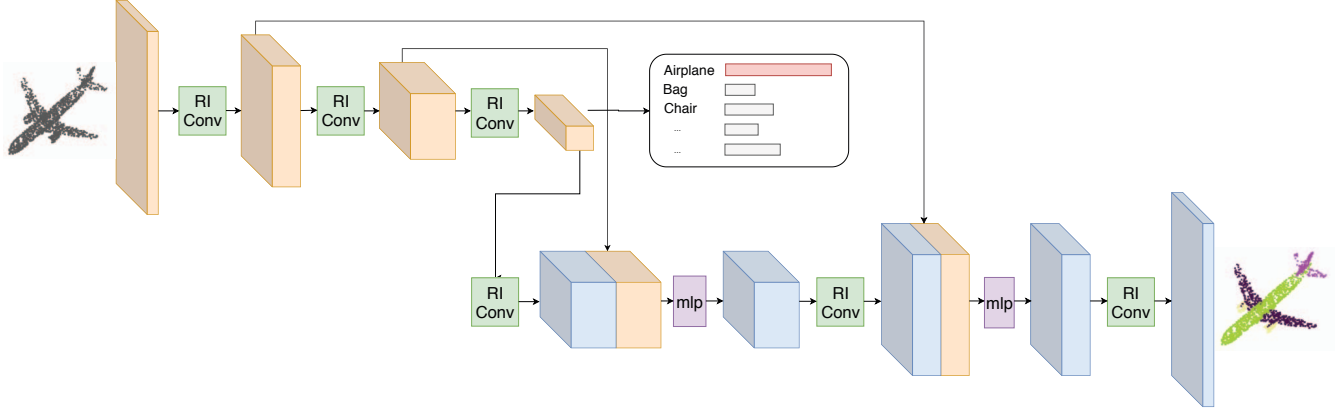 RI
Conv
RI
Conv
RI
Conv
Airplane
Bag
Chair
...
...
RI
Conv
mlp
RI
Conv
mlp
RI
Conv